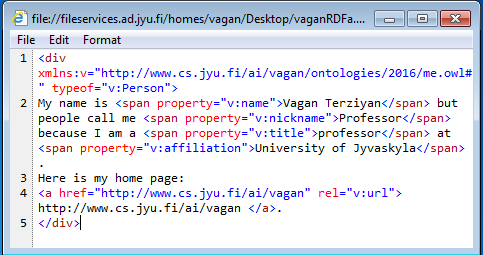 file://fileservices.ad.jyu.fi/homes/vagan/Desktop/vaganRDFa....
File Edit Format
1 <div
xmlns:v="http://www.cs.jyu.fi/ai/vagan/ontologies/2016/me.owl#
" typeof="v:Person">
2 My name is <span property="v:name">Vagan Terziyan</span> but
people call me <span property="v:nickname">Professor</span>
because I am a <span property="v:title">professor</span> at
<span property="v:affiliation">University of Jyvaskyla</span>
.
3 Here is my home page:
4 <a href="http://www.cs.jyu.fi/ai/vagan" rel="v:url">
http://www.cs.jyu.fi/ai/vagan </a>.
5 </div>